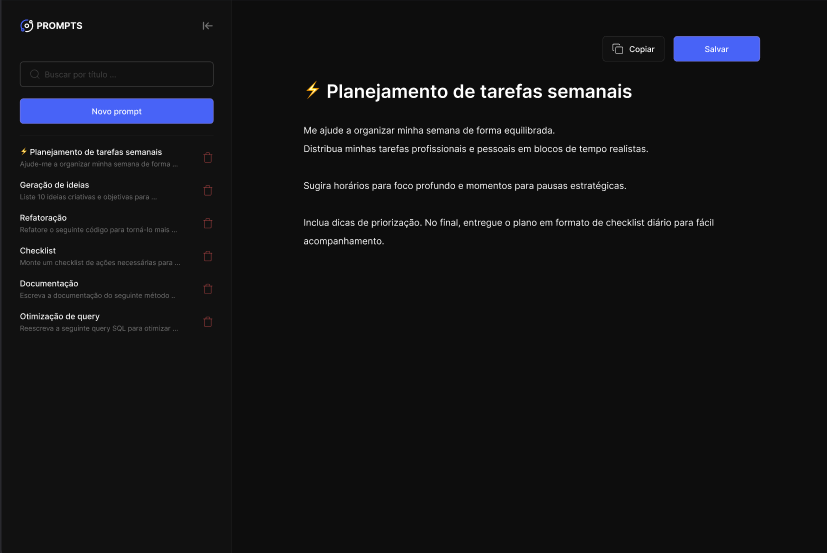 PROMPTS
Buscar por título ...
Novo prompt
⚡ Planejamento de tarefas semanais
Ajude-me a organizar minha semana de forma ...
Geração de ideias
Liste 10 ideias criativas e objetivas para ...
Refatoração
Refatore o seguinte código para torná-lo mais ...
Checklist
Monte um checklist de ações necessárias para ...
Documentação
Escreva a documentação do seguinte método ..
Otimização de query
Reescreva a seguinte query SQL para otimizar ...
Copiar
Salvar
⚡ Planejamento de tarefas semanais
Me ajude a organizar minha semana de forma equilibrada.
Distribua minhas tarefas profissionais e pessoais em blocos de tempo realistas.
Sugira horários para foco profundo e momentos para pausas estratégicas.
Inclua dicas de priorização. No final, entregue o plano em formato de checklist diário para fácil
acompanhamento.